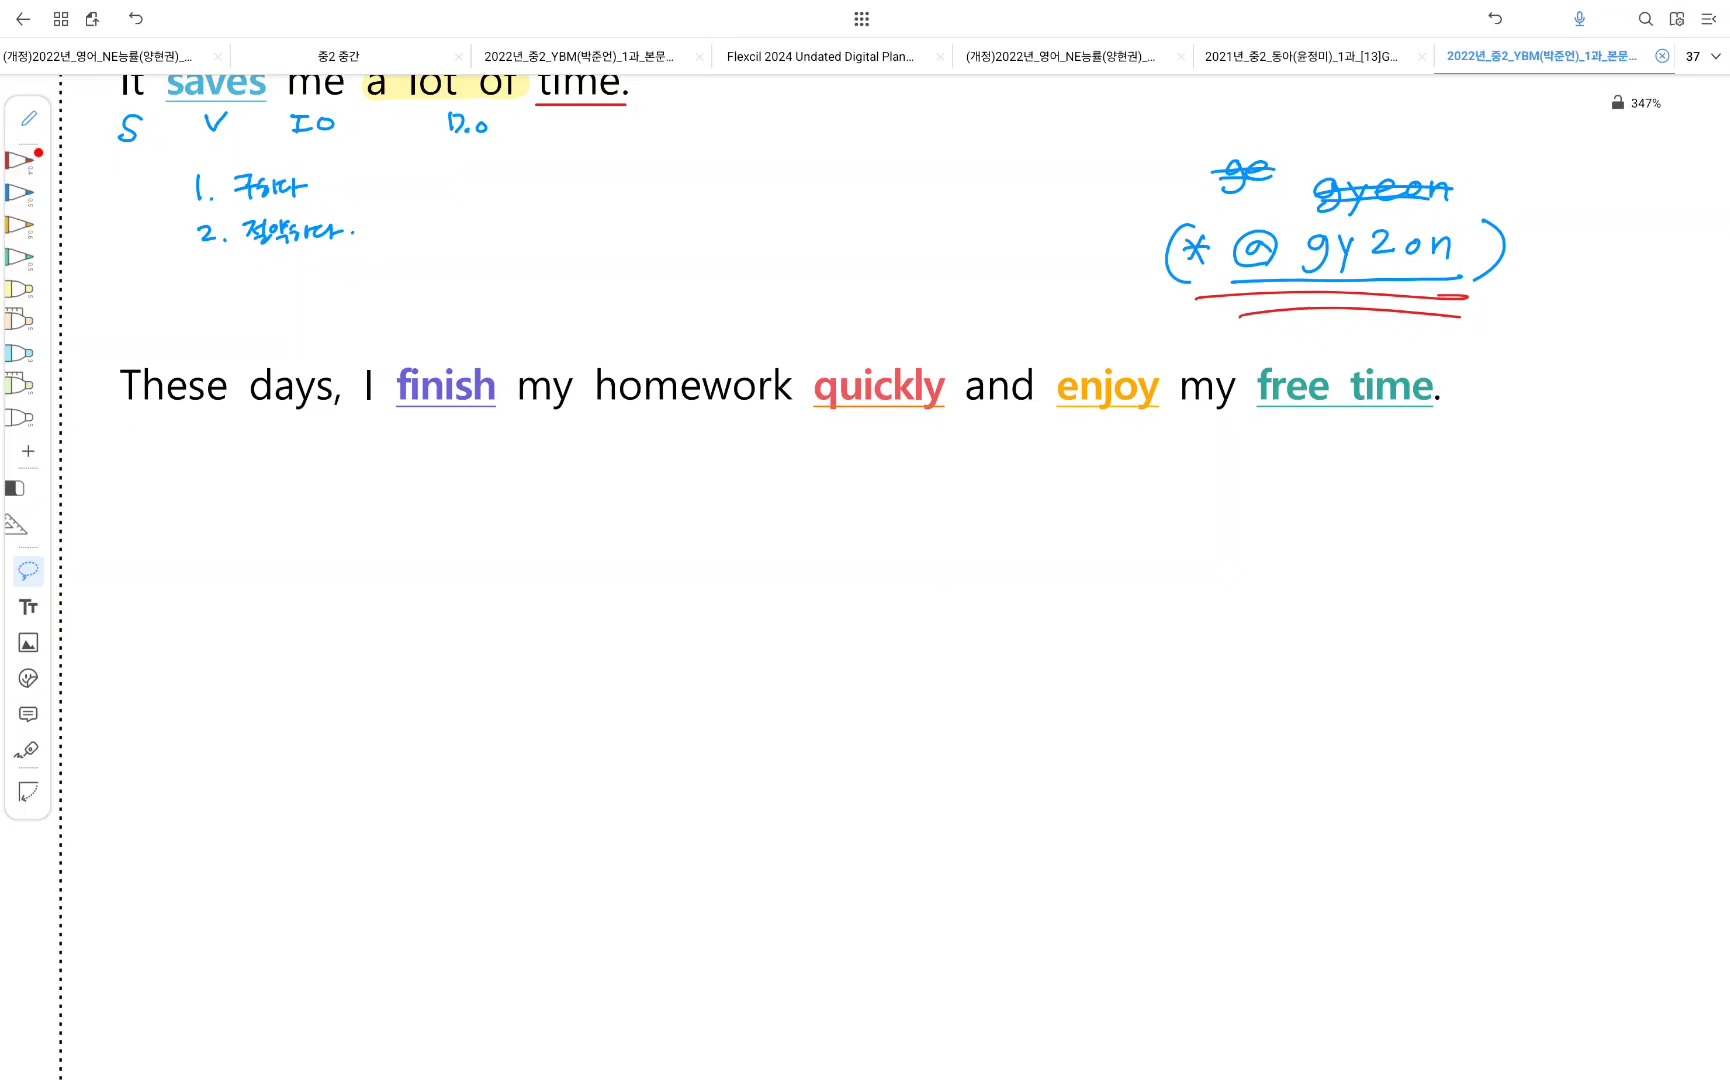 (개정)2022년_영어_NE능률(양현권)_...
중2 중간
2022년_중2_YBM(박준언)_1과_본문...
Flexcil 2024 Undated Digital Plan...
(개정)2022년_영어_NE능률(양현권)_...
2021년_중2_동아(윤정미)_1과_[13]G...
2022년_중2_YBM(박준언)_1과_본문...
37
It saves me a lot of time.
347%
S V IO D.O
1. 구하다
2. 절약하다.
ge gyeon
(* @ gy2on)
These days, I finish my homework quickly and enjoy my free time.
Tт